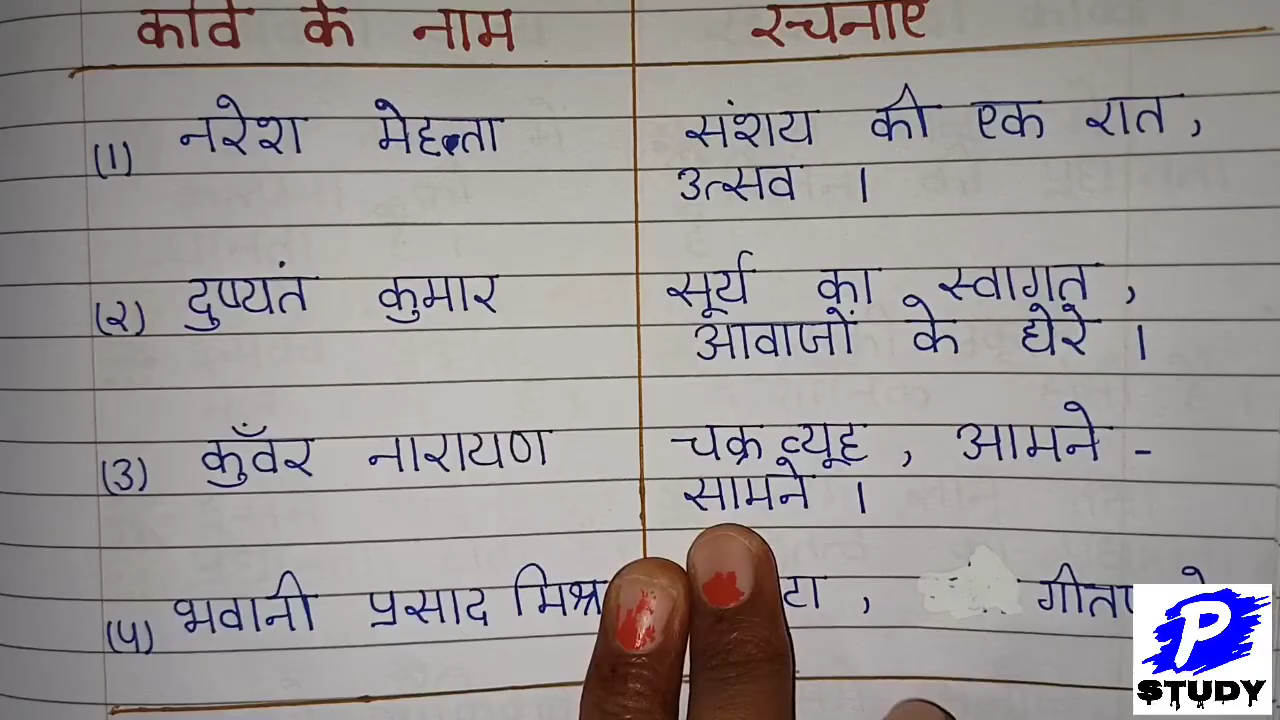 कवि के नाम रचनाएं
(1) नरेश मेहता संशय की एक रात,
उत्सव ।
(२) दुष्यंत कुमार सूर्य का स्वागत,
आवाजों के घेरे ।
(3) कुँवर नारायण चक्रव्यूह, आमने -
सामने ।
(५) भवानी प्रसाद मिश्र
P
STUDY